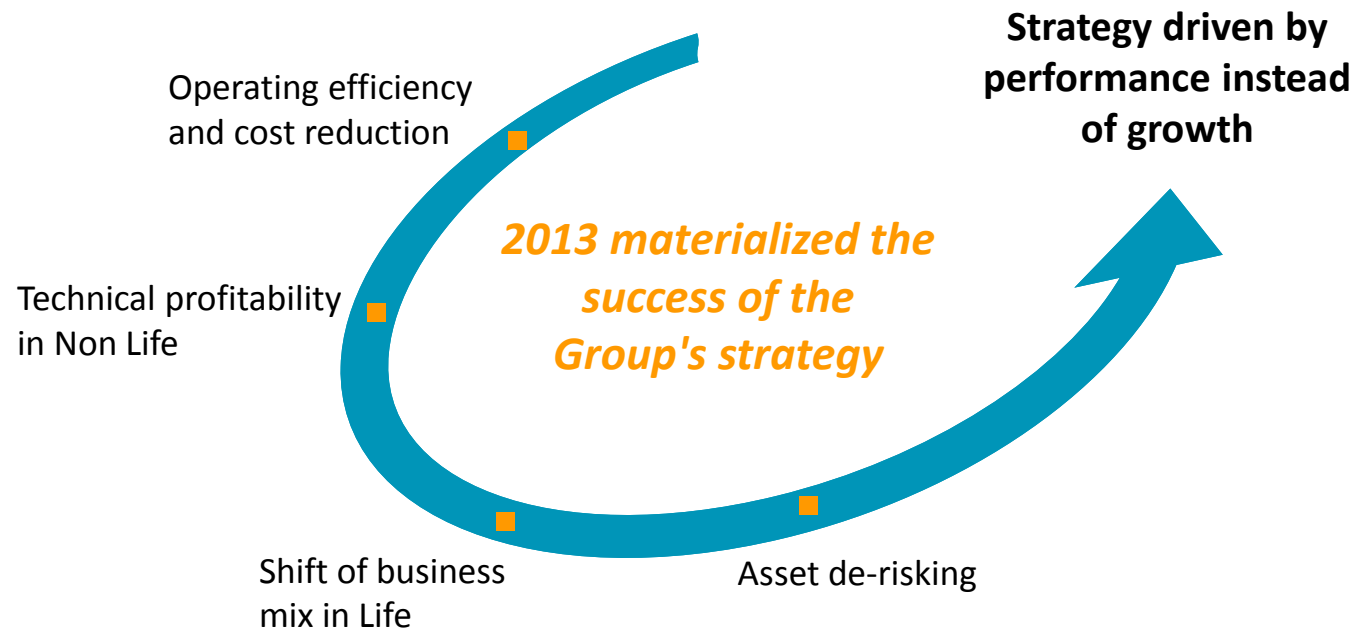 Strategy driven by
performance instead
of growth
Operating efficiency
and cost reduction
2013 materialized the
success of the
Group's strategy
Technical profitability
in Non Life
Shift of business
mix in Life
Asset de-risking